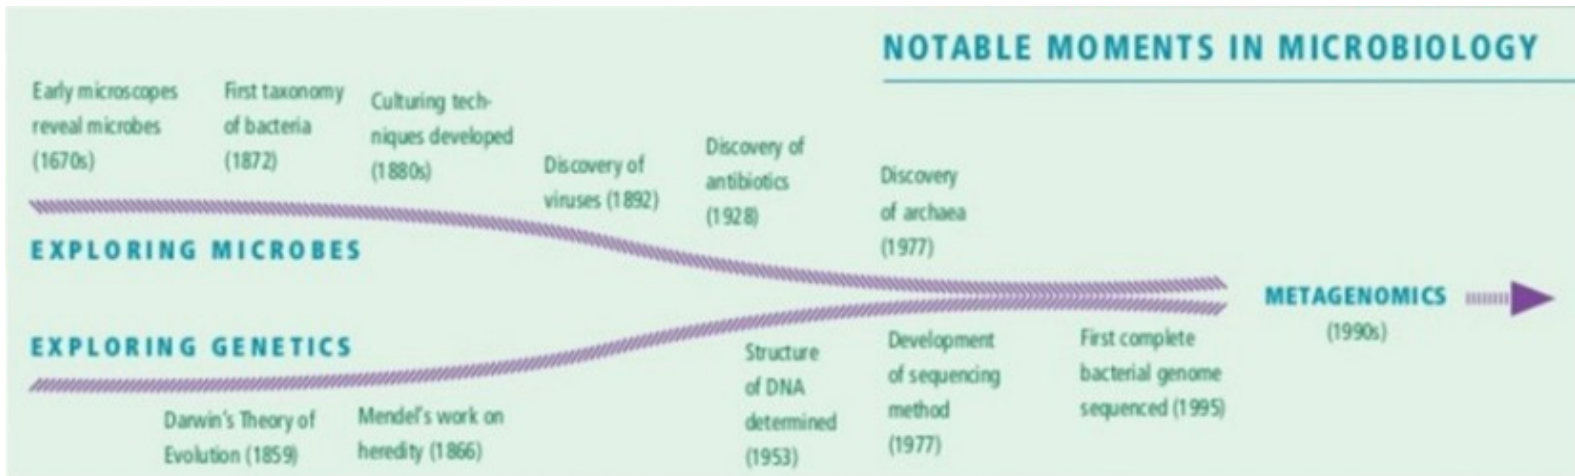 NOTABLE MOMENTS IN MICROBIOLOGY
Early microscopes
reveal microbes
(1670s)
First taxonomy
of bacteria
(1872)
Culturing tech-
niques developed
(1880s)
Discovery of
viruses (1892)
Discovery of
antibiotics
(1928)
Discovery
of archaea
(1977)
EXPLORING MICROBES
METAGENOMICS
(1990s)
EXPLORING GENETICS
Darwin's Theory of
Evolution (1859)
Mendel's work on
heredity (1866)
Structure
of DNA
determined
(1953)
Development
of sequencing
method
(1977)
First complete
bacterial genome
sequenced (1995)